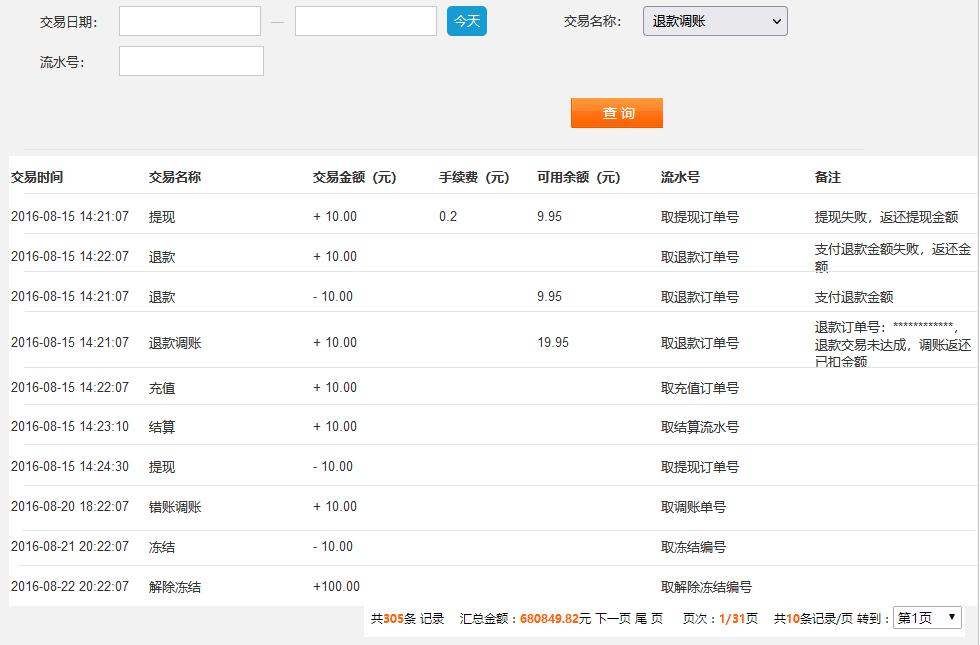 交易日期: — 今天 交易名称: 退款调账
流水号:
查 询
交易时间 交易名称 交易金额（元） 手续费（元） 可用余额（元） 流水号 备注
2016-08-15 14:21:07 提现 + 10.00 0.2 9.95 取提现订单号 提现失败，返还提现金额
2016-08-15 14:22:07 退款 + 10.00 取退款订单号 支付退款金额失败，返还金
额
2016-08-15 14:21:07 退款 - 10.00 9.95 取退款订单号 支付退款金额
2016-08-15 14:21:07 退款调账 + 10.00 19.95 取退款订单号 退款订单号：************，
退款交易未达成，调账返还
已扣金额
2016-08-15 14:22:07 充值 + 10.00 取充值订单号
2016-08-15 14:23:10 结算 + 10.00 取结算流水号
2016-08-15 14:24:30 提现 - 10.00 取提现订单号
2016-08-20 18:22:07 错账调账 + 10.00 取调账单号
2016-08-21 20:22:07 冻结 - 10.00 取冻结编号
2016-08-22 20:22:07 解除冻结 +100.00 取解除冻结编号
共305条 记录 汇总金额：680849.82元 下一页 尾 页 页次：1/31页 共10条记录/页 转到： 第1页